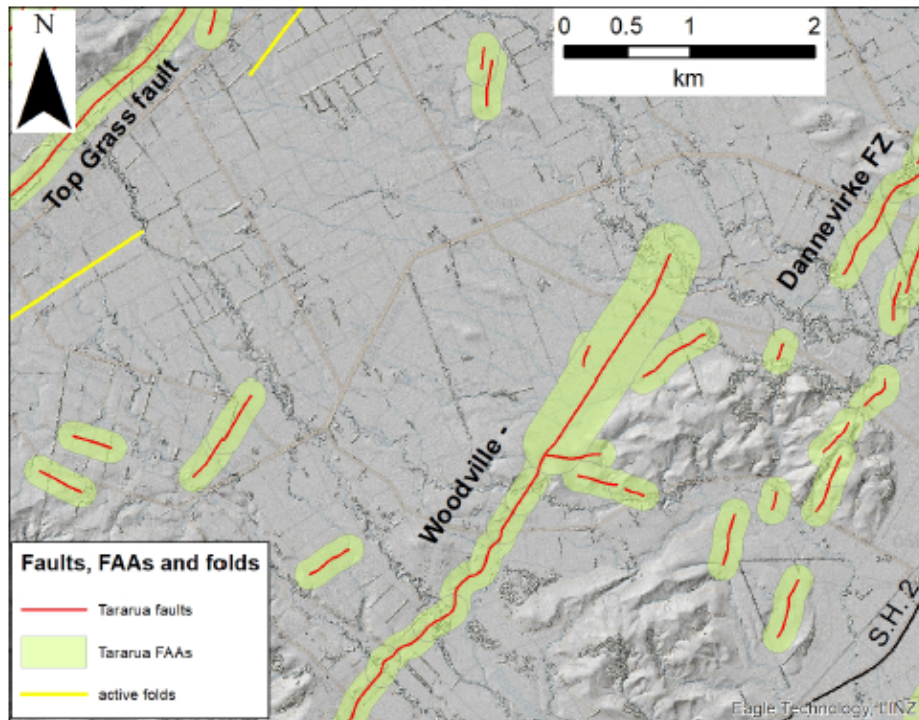 N
0 0.5 1 2
km
Top Grass fault
Dannevirke FZ
Woodville -
S.H. 2
Faults, FAAs and folds
Tararua faults
Tararua FAAs
active folds
Eagle Technology, LINZ